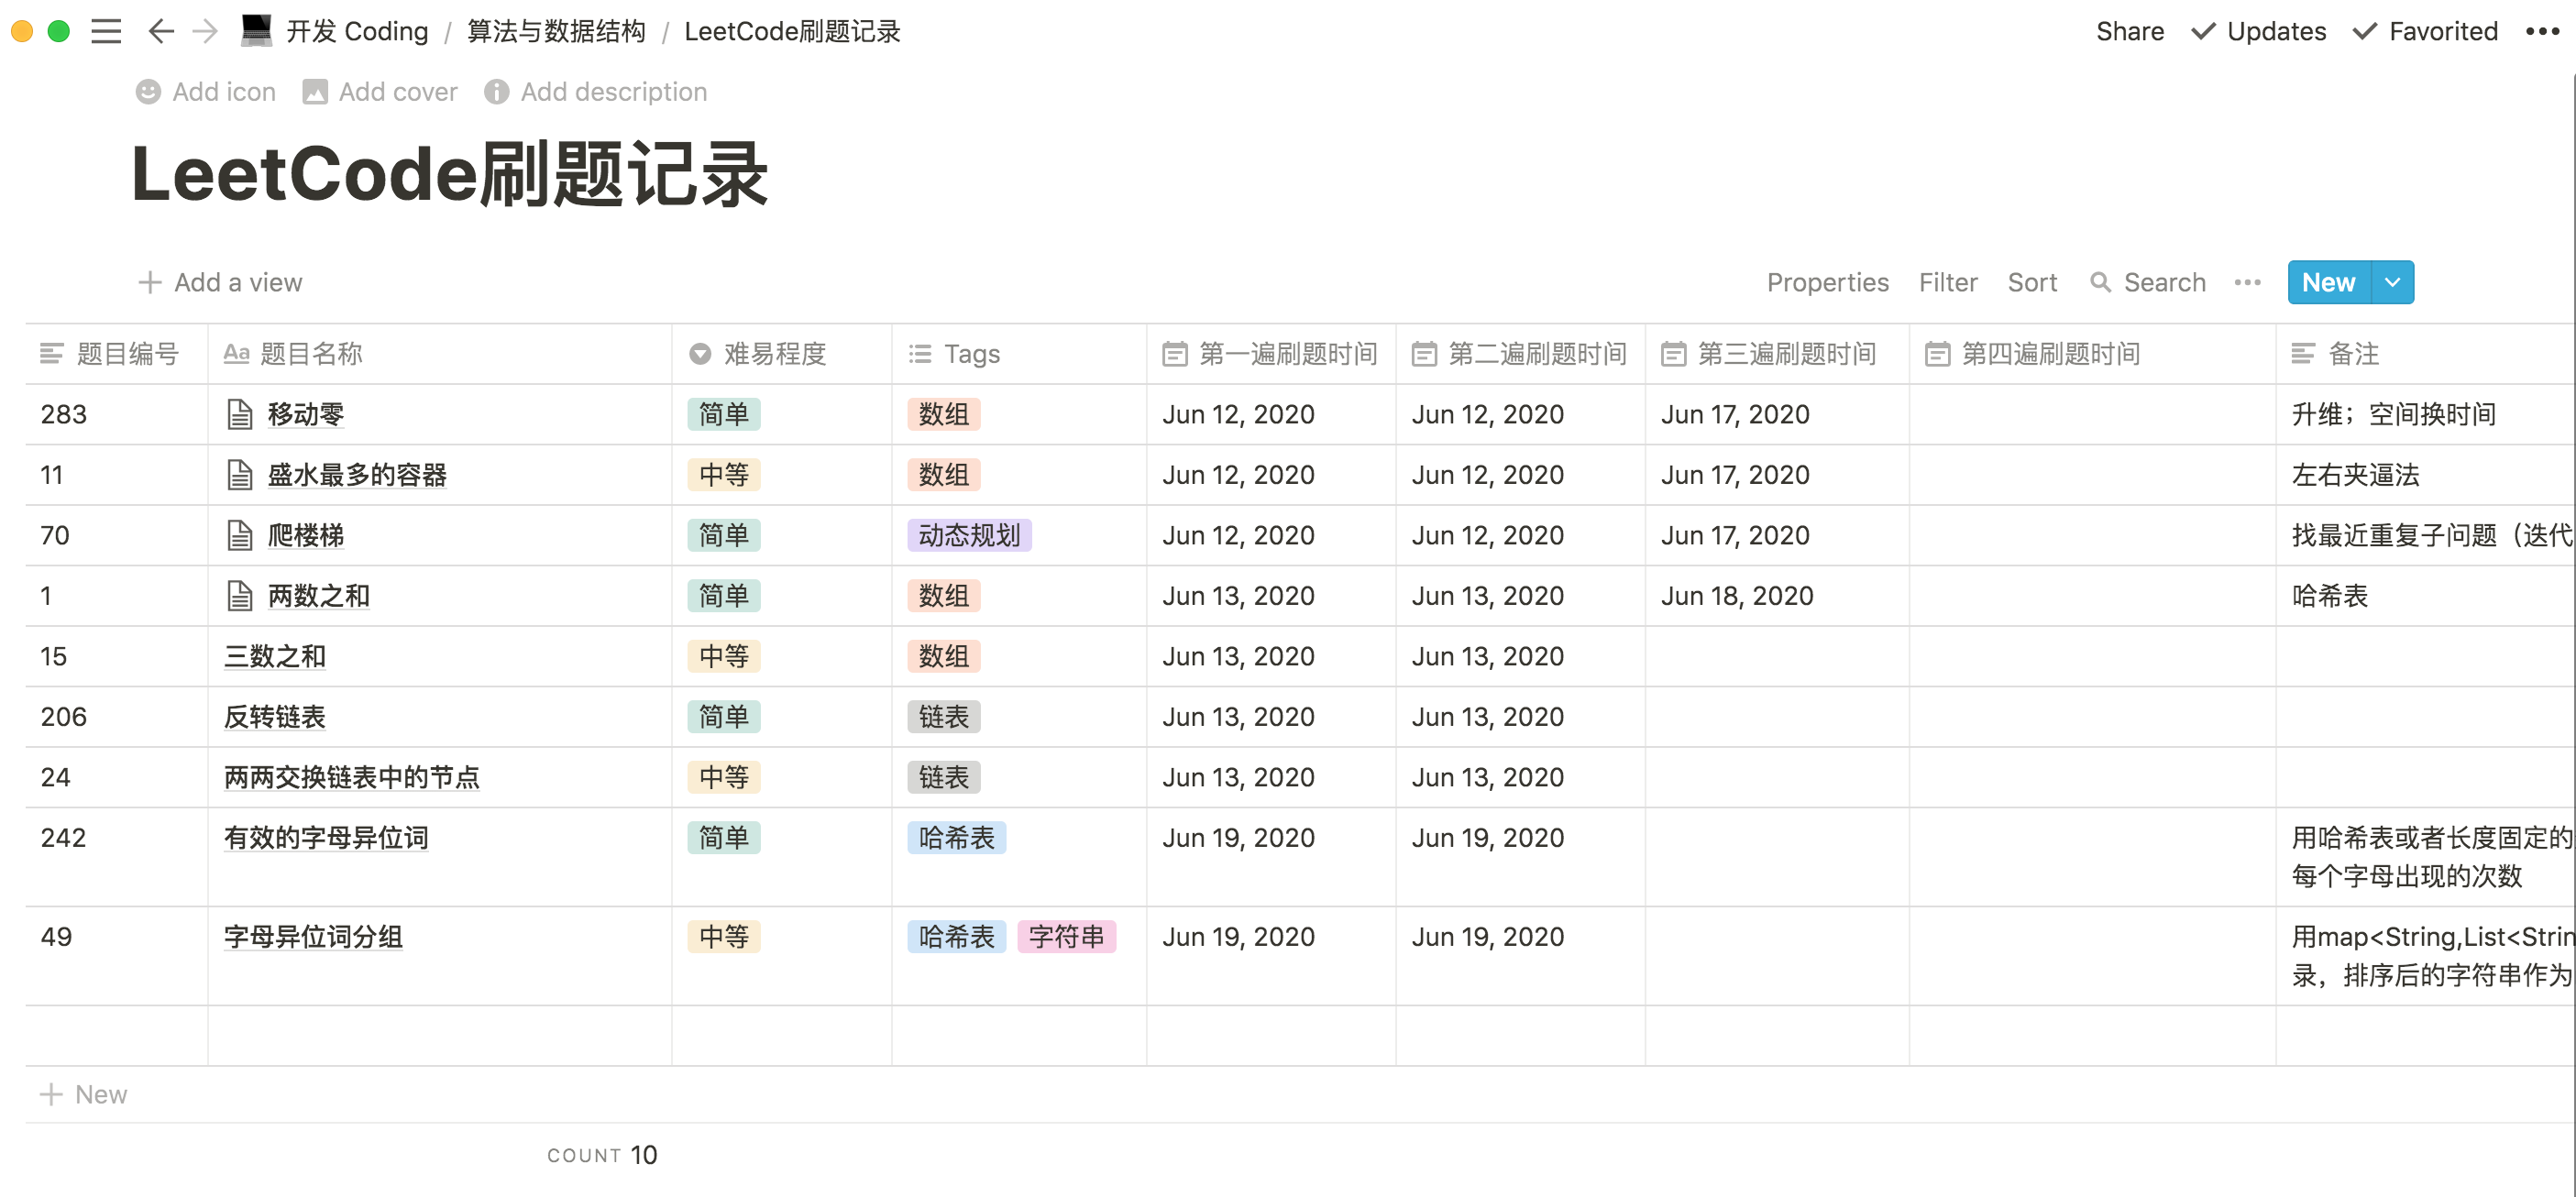 开发 Coding / 算法与数据结构 / LeetCode刷题记录 Share Updates Favorited
Add icon Add cover Add description
LeetCode刷题记录
Add a view Properties Filter Sort Search New
题目编号 Aa 题目名称 难易程度 Tags 第一遍刷题时间 第二遍刷题时间 第三遍刷题时间 第四遍刷题时间 备注
283 移动零 简单 数组 Jun 12, 2020 Jun 12, 2020 Jun 17, 2020 升维；空间换时间
11 盛水最多的容器 中等 数组 Jun 12, 2020 Jun 12, 2020 Jun 17, 2020 左右夹逼法
70 爬楼梯 简单 动态规划 Jun 12, 2020 Jun 12, 2020 Jun 17, 2020 找最近重复子问题（迭代
1 两数之和 简单 数组 Jun 13, 2020 Jun 13, 2020 Jun 18, 2020 哈希表
15 三数之和 中等 数组 Jun 13, 2020 Jun 13, 2020
206 反转链表 简单 链表 Jun 13, 2020 Jun 13, 2020
24 两两交换链表中的节点 中等 链表 Jun 13, 2020 Jun 13, 2020
242 有效的字母异位词 简单 哈希表 Jun 19, 2020 Jun 19, 2020 用哈希表或者长度固定的
每个字母出现的次数
49 字母异位词分组 中等 哈希表 字符串 Jun 19, 2020 Jun 19, 2020 用map<String,List<Strin
录，排序后的字符串作为
New
COUNT 10